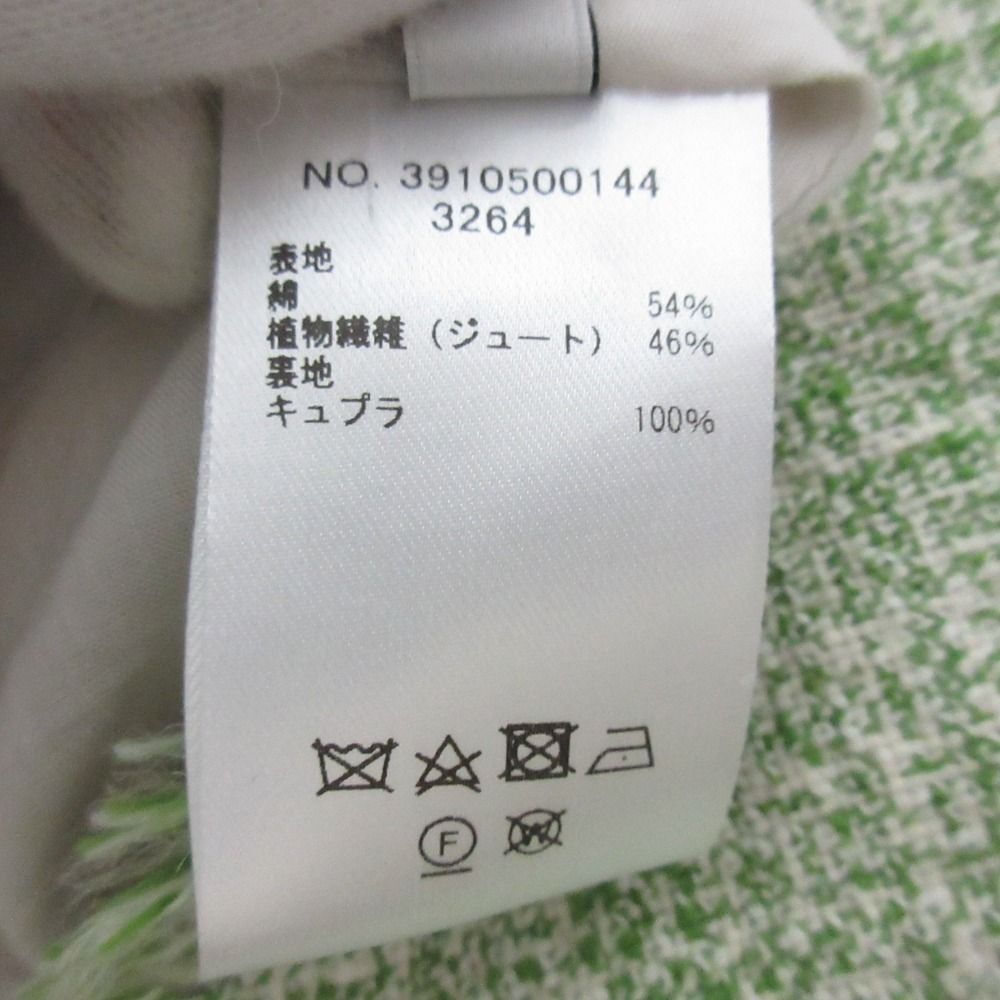 NO. 3910500144
3264
表地
綿 54%
植物繊維（ジュート） 46%
裏地
キュプラ 100%
F
W